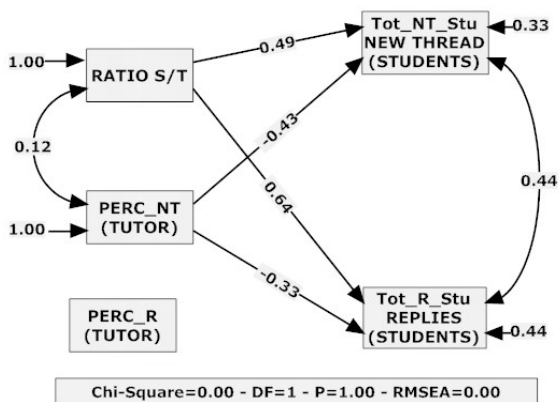 Tot_NT_Stu
NEW THREAD
(STUDENTS)
0.33
0.49
1.00
RATIO S/T
-0.43
0.12
0.64
0.44
PERC_NT
(TUTOR)
1.00
-0.33
Tot_R_Stu
REPLIES
(STUDENTS)
0.44
PERC_R
(TUTOR)
Chi-Square=0.00 - DF=1 - P=1.00 - RMSEA=0.00